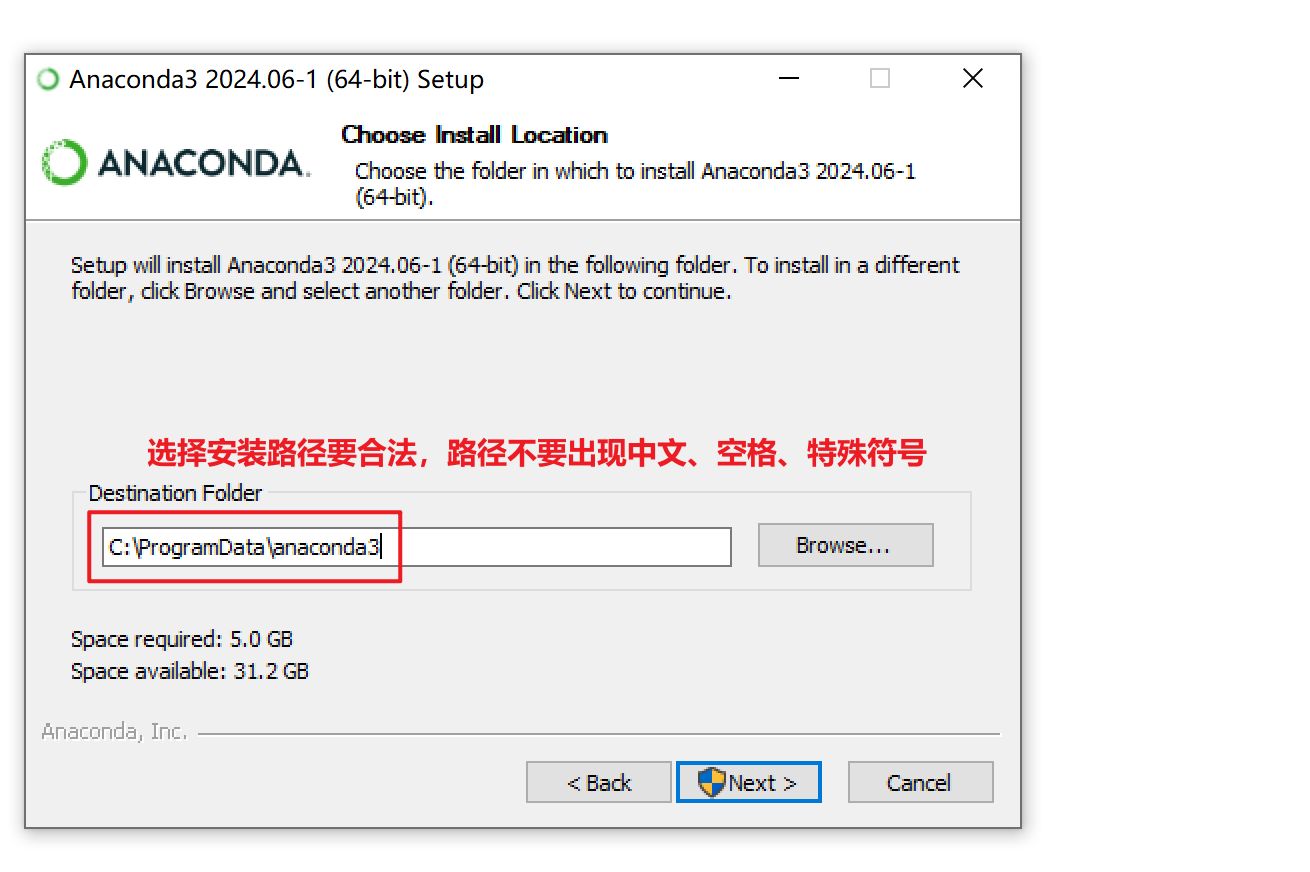 Anaconda3 2024.06-1 (64-bit) Setup
ANACONDA.
Choose Install Location
Choose the folder in which to install Anaconda3 2024.06-1
(64-bit).
Setup will install Anaconda3 2024.06-1 (64-bit) in the following folder. To install in a different
folder, click Browse and select another folder. Click Next to continue.
选择安装路径要合法，路径不要出现中文、空格、特殊符号
Destination Folder
C:\ProgramData\anaconda3
Browse...
Space required: 5.0 GB
Space available: 31.2 GB
Anaconda, Inc.
< Back
Next >
Cancel